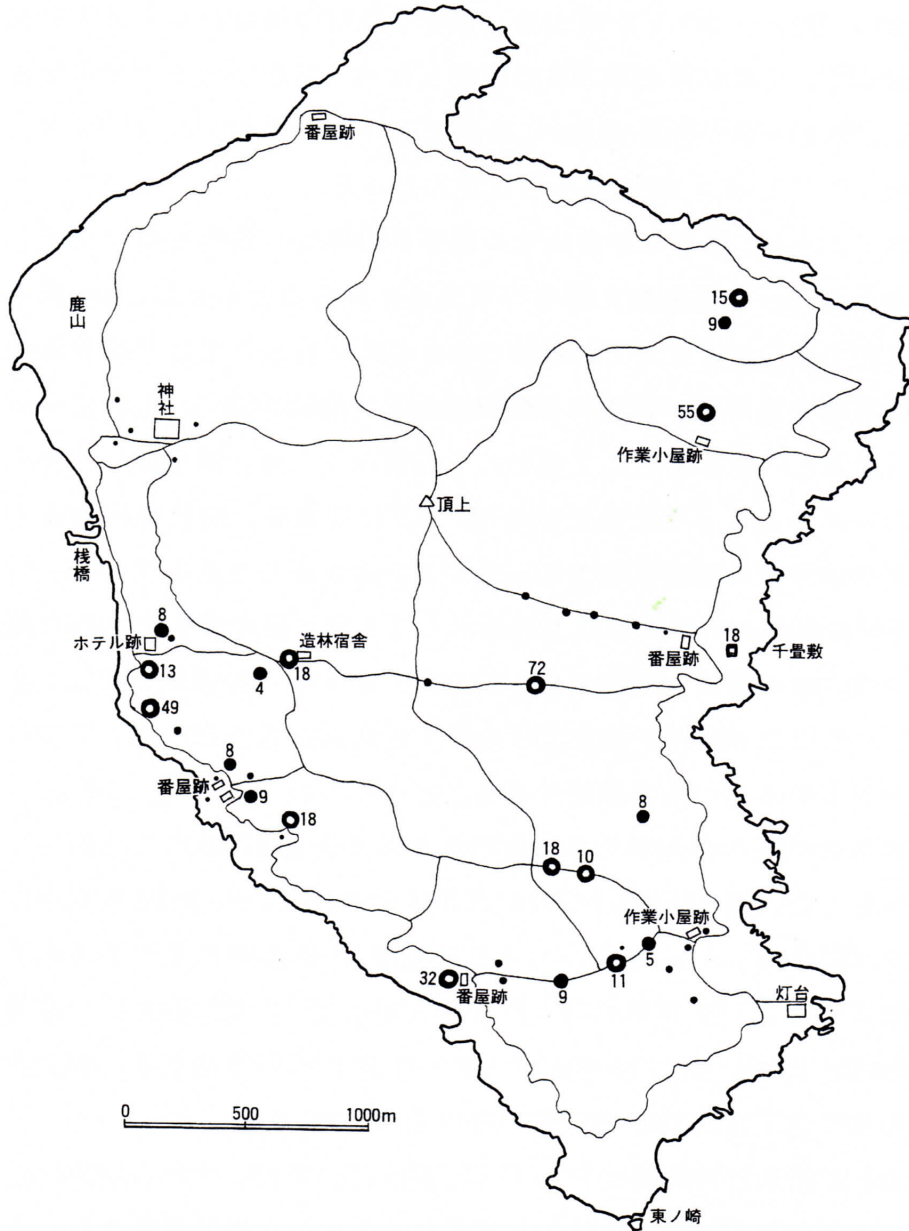 番屋跡
鹿山
15
9
神社
55
作業小屋跡
頂上
桟橋
8
ホテル跡
造林宿舎
18
番屋跡
18
千畳敷
13
4
72
49
8
番屋跡
9
18
8
18
10
作業小屋跡
5
32
番屋跡
9
11
灯台
0 500 1000m
東ノ崎